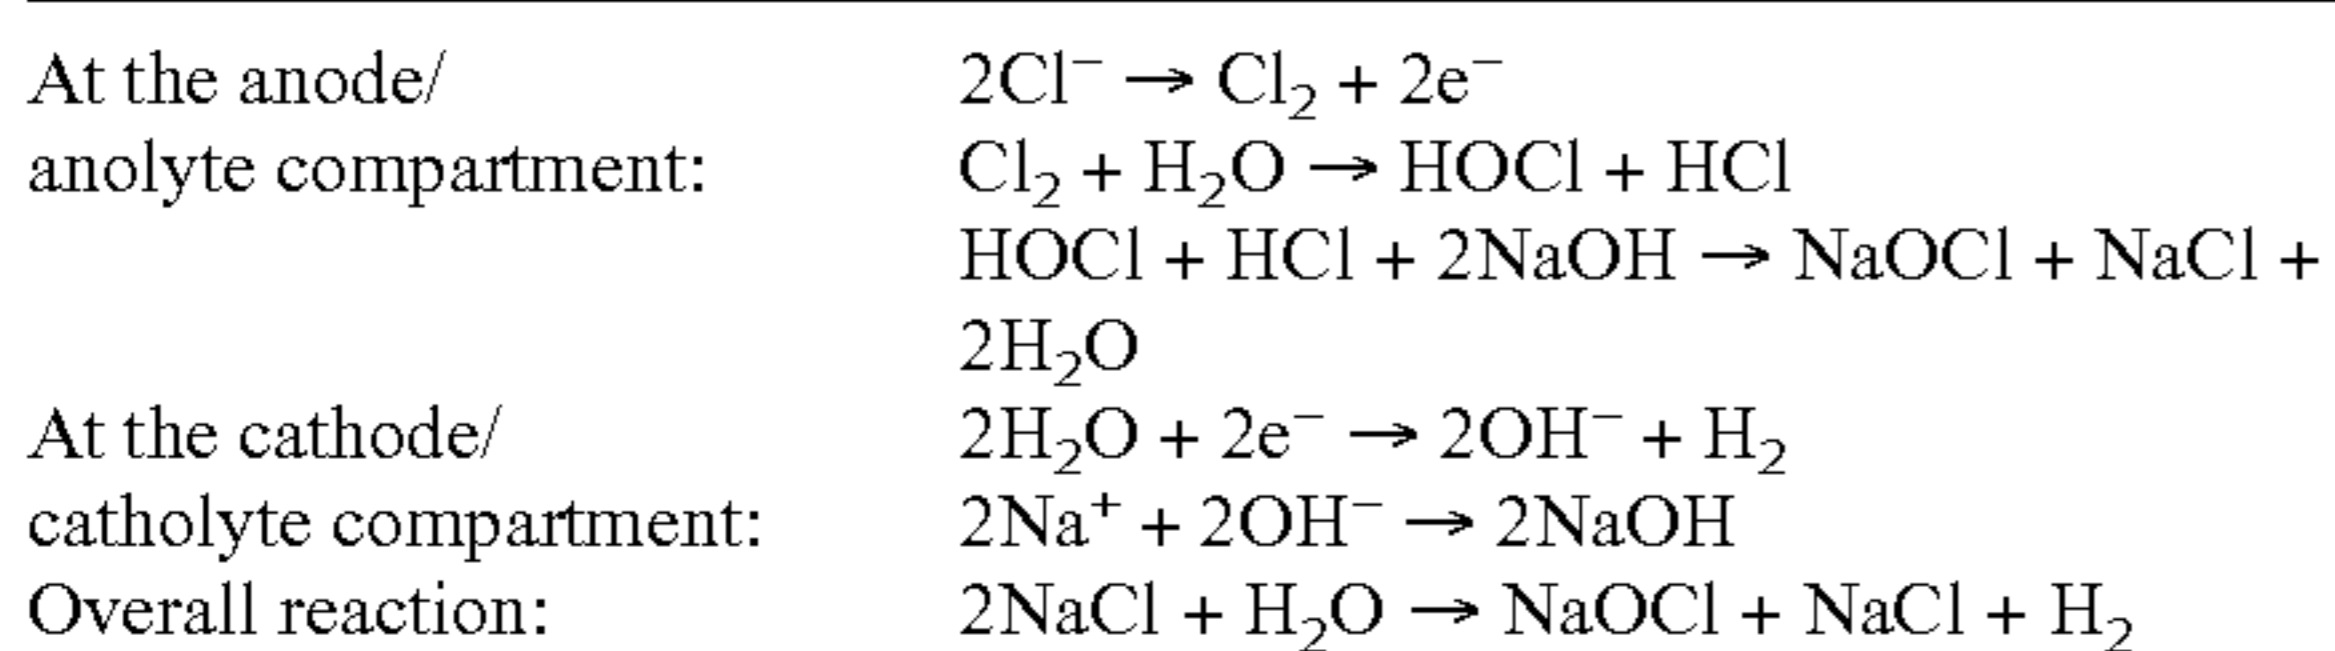 At the anode/ 2Cl⁻ → Cl₂ + 2e⁻
anolyte compartment: Cl₂ + H₂O → HOCl + HCl
HOCl + HCl + 2NaOH → NaOCl + NaCl +
2H₂O
At the cathode/ 2H₂O + 2e⁻ → 2OH⁻ + H₂
catholyte compartment: 2Na⁺ + 2OH⁻ → 2NaOH
Overall reaction: 2NaCl + H₂O → NaOCl + NaCl + H₂